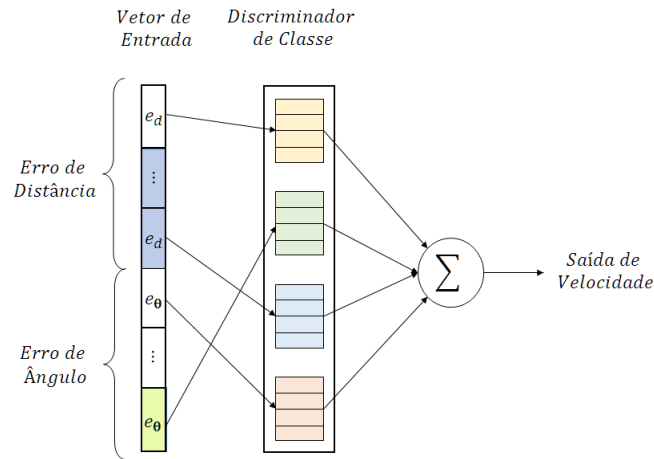 Vetor de
Entrada
Discriminador
de Classe
Erro de
Distância
e_d
⋮
e_d
e_θ
⋮
e_θ
Erro de
Ângulo
∑
Saída de
Velocidade